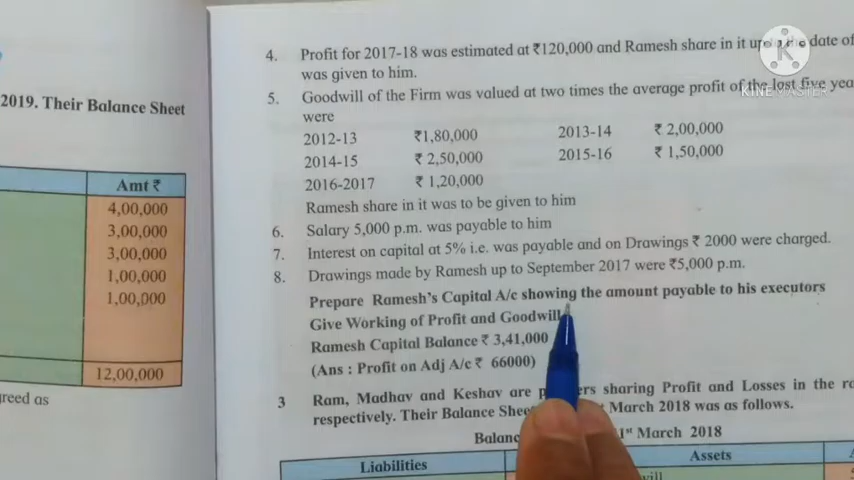 2019. Their Balance Sheet
Amt ₹
4,00,000
3,00,000
3,00,000
1,00,000
1,00,000
12,00,000
reed as
4. Profit for 2017-18 was estimated at ₹120,000 and Ramesh share in it upto the date of
was given to him.
5. Goodwill of the Firm was valued at two times the average profit of the last five yea
were
2012-13 ₹1,80,000 2013-14 ₹ 2,00,000
2014-15 ₹ 2,50,000 2015-16 ₹ 1,50,000
2016-2017 ₹ 1,20,000
Ramesh share in it was to be given to him
6. Salary 5,000 p.m. was payable to him
7. Interest on capital at 5% i.e. was payable and on Drawings ₹ 2000 were charged.
8. Drawings made by Ramesh up to September 2017 were ₹5,000 p.m.
Prepare Ramesh's Capital A/c showing the amount payable to his executors
Give Working of Profit and Goodwill
Ramesh Capital Balance ₹ 3,41,000
(Ans : Profit on Adj A/c ₹ 66000)
3 Ram, Madhav and Keshav are sharing Profit and Losses in the ra
respectively. Their Balance Shee March 2018 was as follows.
Balan 1st March 2018
Liabilities Assets
will
K
KINEMASTER